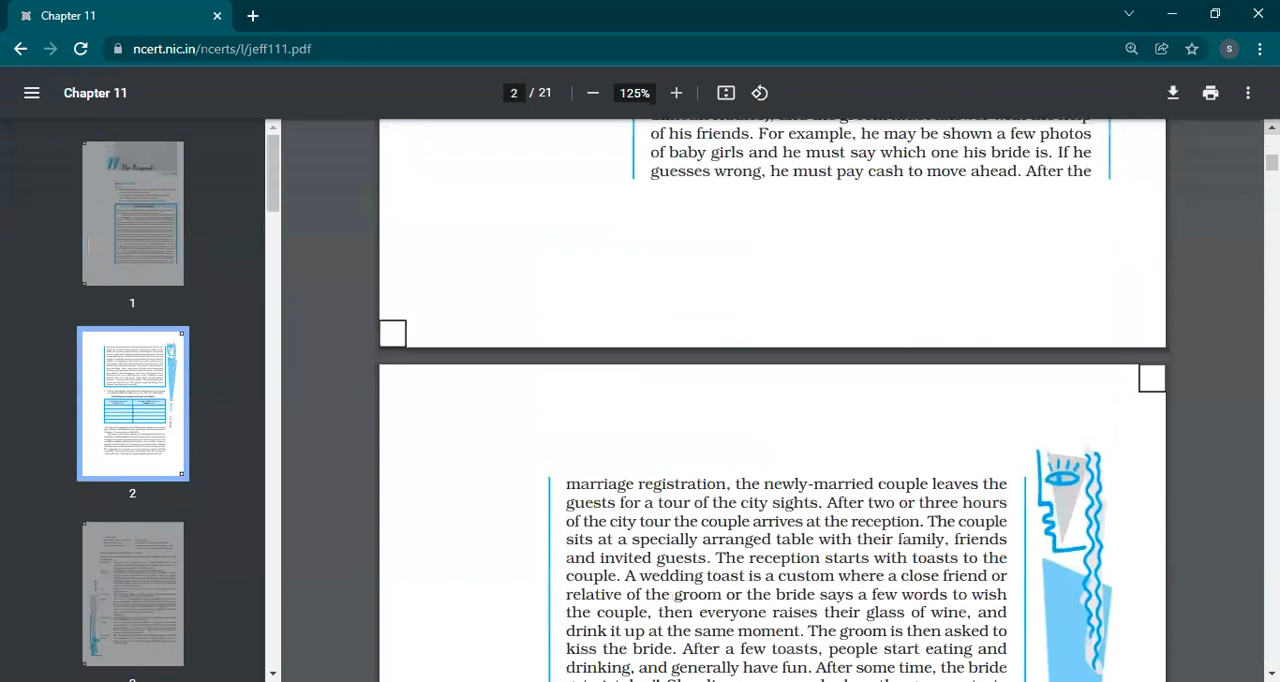 Chapter 11
ncert.nic.in/ncerts/l/jeff111.pdf
S
Chapter 11
2 / 21
125%
1
2
of his friends. For example, he may be shown a few photos
of baby girls and he must say which one his bride is. If he
guesses wrong, he must pay cash to move ahead. After the
marriage registration, the newly-married couple leaves the
guests for a tour of the city sights. After two or three hours
of the city tour the couple arrives at the reception. The couple
sits at a specially arranged table with their family, friends
and invited guests. The reception starts with toasts to the
couple. A wedding toast is a custom where a close friend or
relative of the groom or the bride says a few words to wish
the couple, then everyone raises their glass of wine, and
it up at the same moment. The groom is then asked to
kiss the bride. After a few toasts, people start eating and
drinking, and generally have fun. After some time, the bride